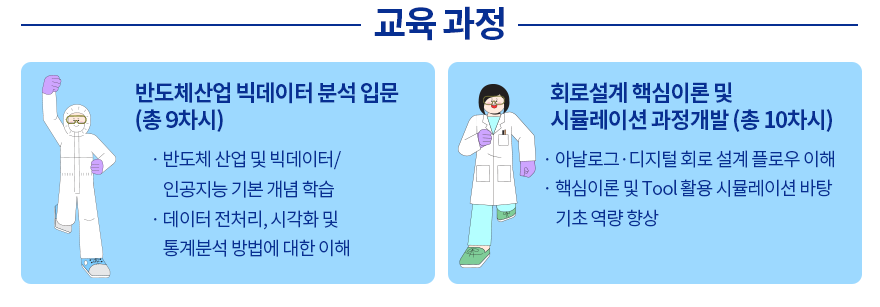 교육 과정
반도체산업 빅데이터 분석 입문
(총 9차시)
· 반도체 산업 및 빅데이터/
인공지능 기본 개념 학습
· 데이터 전처리, 시각화 및
통계분석 방법에 대한 이해
회로설계 핵심이론 및
시뮬레이션 과정개발 (총 10차시)
· 아날로그·디지털 회로 설계 플로우 이해
· 핵심이론 및 Tool 활용 시뮬레이션 바탕
기초 역량 향상